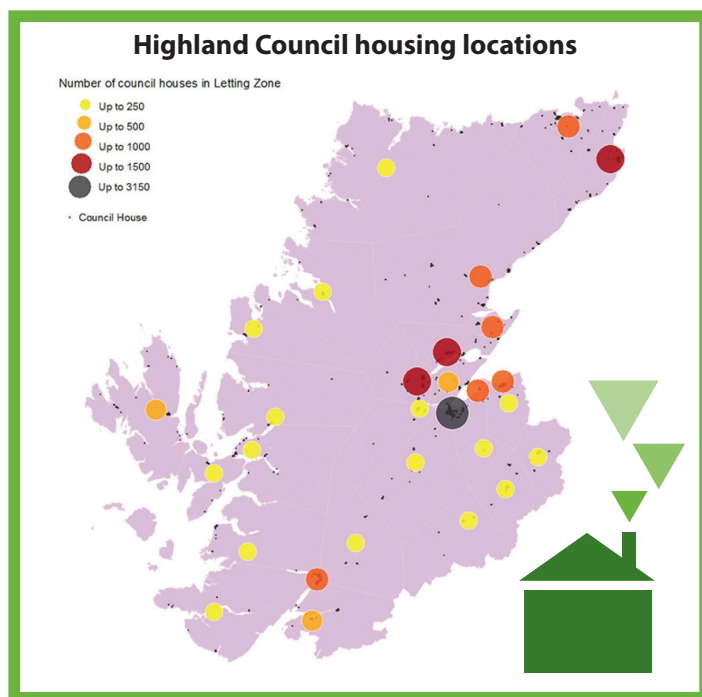 Highland Council housing locations
Number of council houses in Letting Zone
Up to 250
Up to 500
Up to 1000
Up to 1500
Up to 3150
Council House